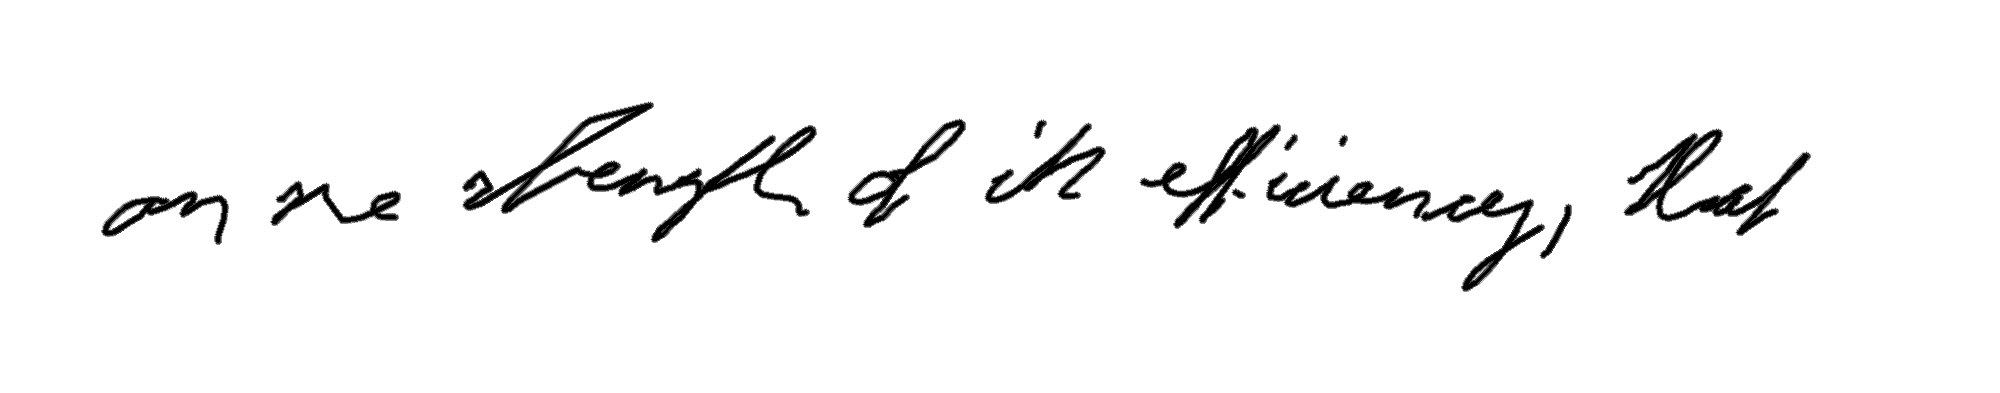 on the strength of its efficiency, that